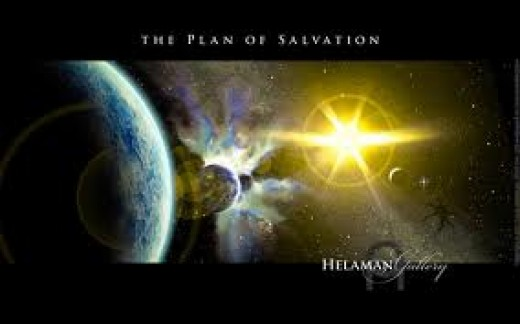 THE PLAN OF SALVATION
HELAMAN Gallery